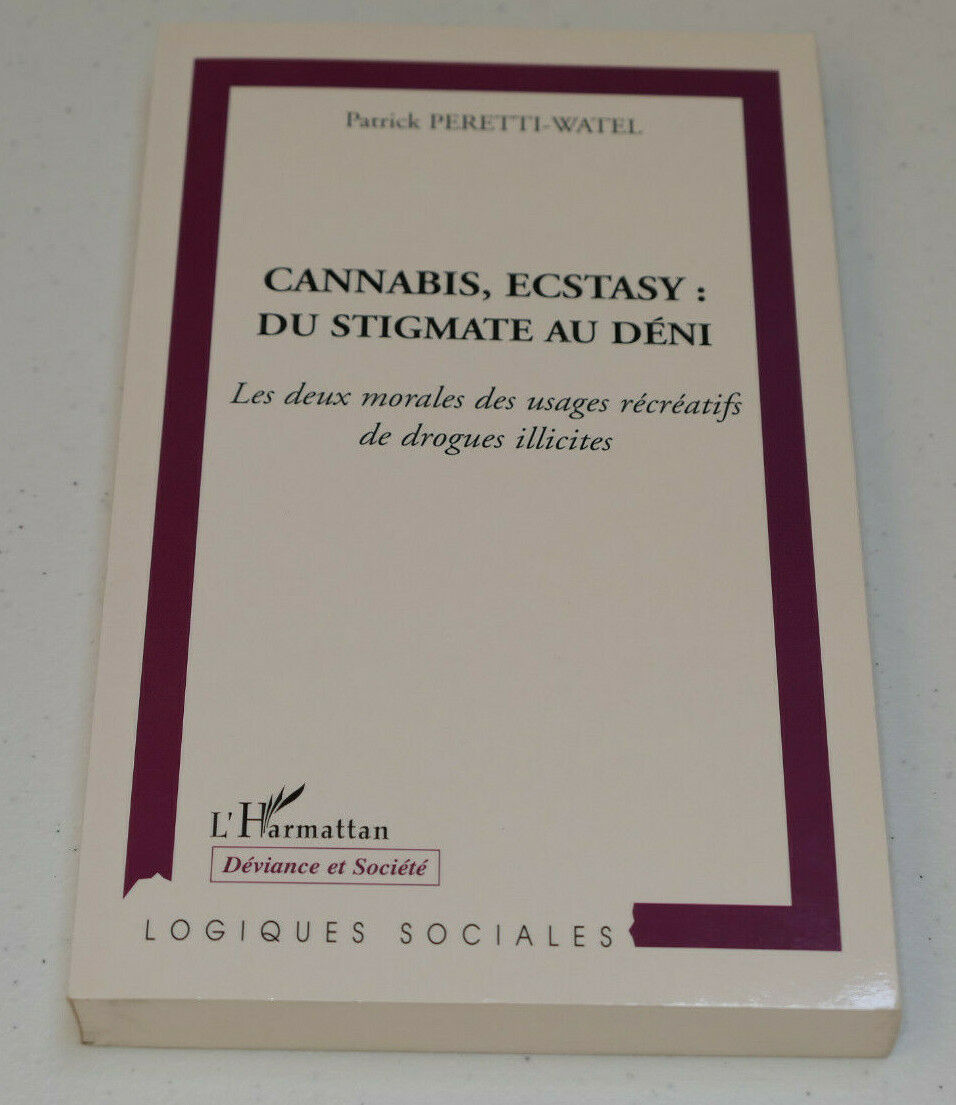 Patrick PERETTI-WATEL
CANNABIS, ECSTASY :
DU STIGMATE AU DÉNI
Les deux morales des usages récréatifs
de drogues illicites
L'Harmattan
Déviance et Société
LOGIQUES SOCIALES